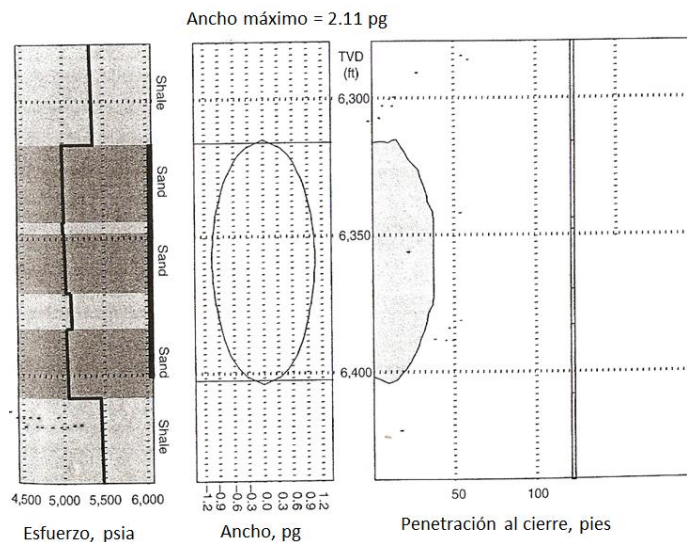 Ancho máximo = 2.11 pg
TVD
(ft)
6,300
6,350
6,400
Shale
Sand
Sand
Sand
Shale
4,500 5,000 5,500 6,000
Esfuerzo, psia
-1.2 -0.9 -0.6 -0.3 0.0 0.3 0.6 0.9 1.2
Ancho, pg
50 100
Penetración al cierre, pies